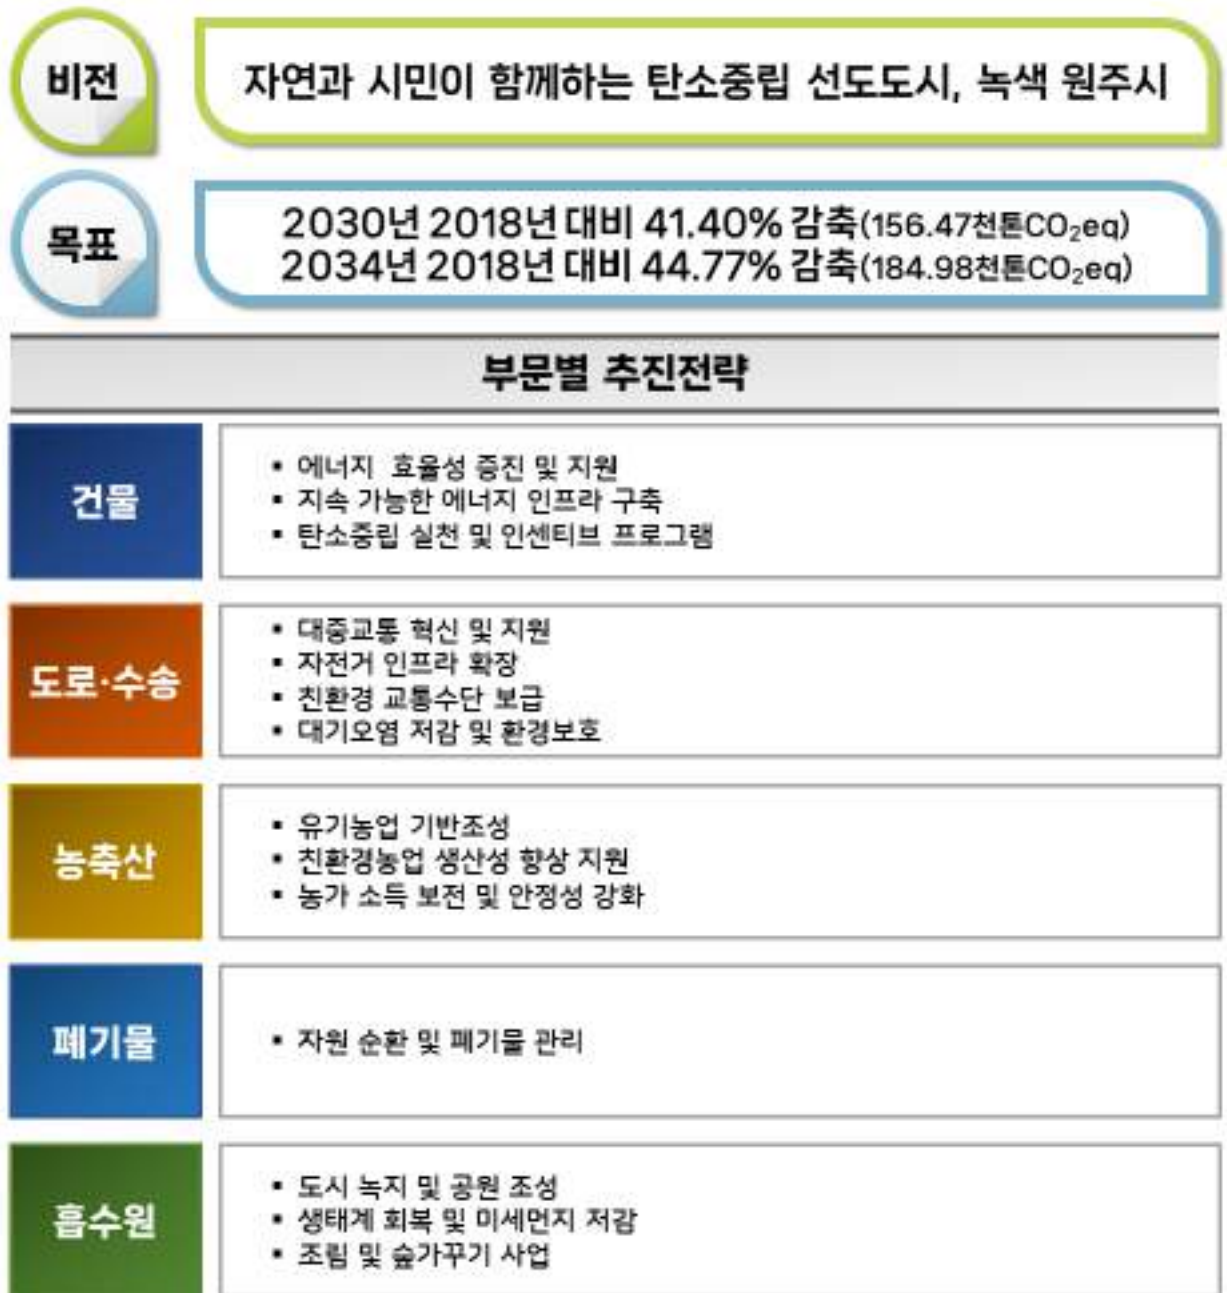 비전
자연과 시민이 함께하는 탄소중립 선도도시, 녹색 원주시
목표
2030년 2018년 대비 41.40% 감축(156.47천톤CO₂eq)
2034년 2018년 대비 44.77% 감축(184.98천톤CO₂eq)
부문별 추진전략
건물
▪ 에너지 효율성 증진 및 지원
▪ 지속 가능한 에너지 인프라 구축
▪ 탄소중립 실천 및 인센티브 프로그램
도로·수송
▪ 대중교통 혁신 및 지원
▪ 자전거 인프라 확장
▪ 친환경 교통수단 보급
▪ 대기오염 저감 및 환경보호
농축산
▪ 유기농업 기반조성
▪ 친환경농업 생산성 향상 지원
▪ 농가 소득 보전 및 안정성 강화
폐기물
▪ 자원 순환 및 폐기물 관리
흡수원
▪ 도시 녹지 및 공원 조성
▪ 생태계 회복 및 미세먼지 저감
▪ 조림 및 숲가꾸기 사업